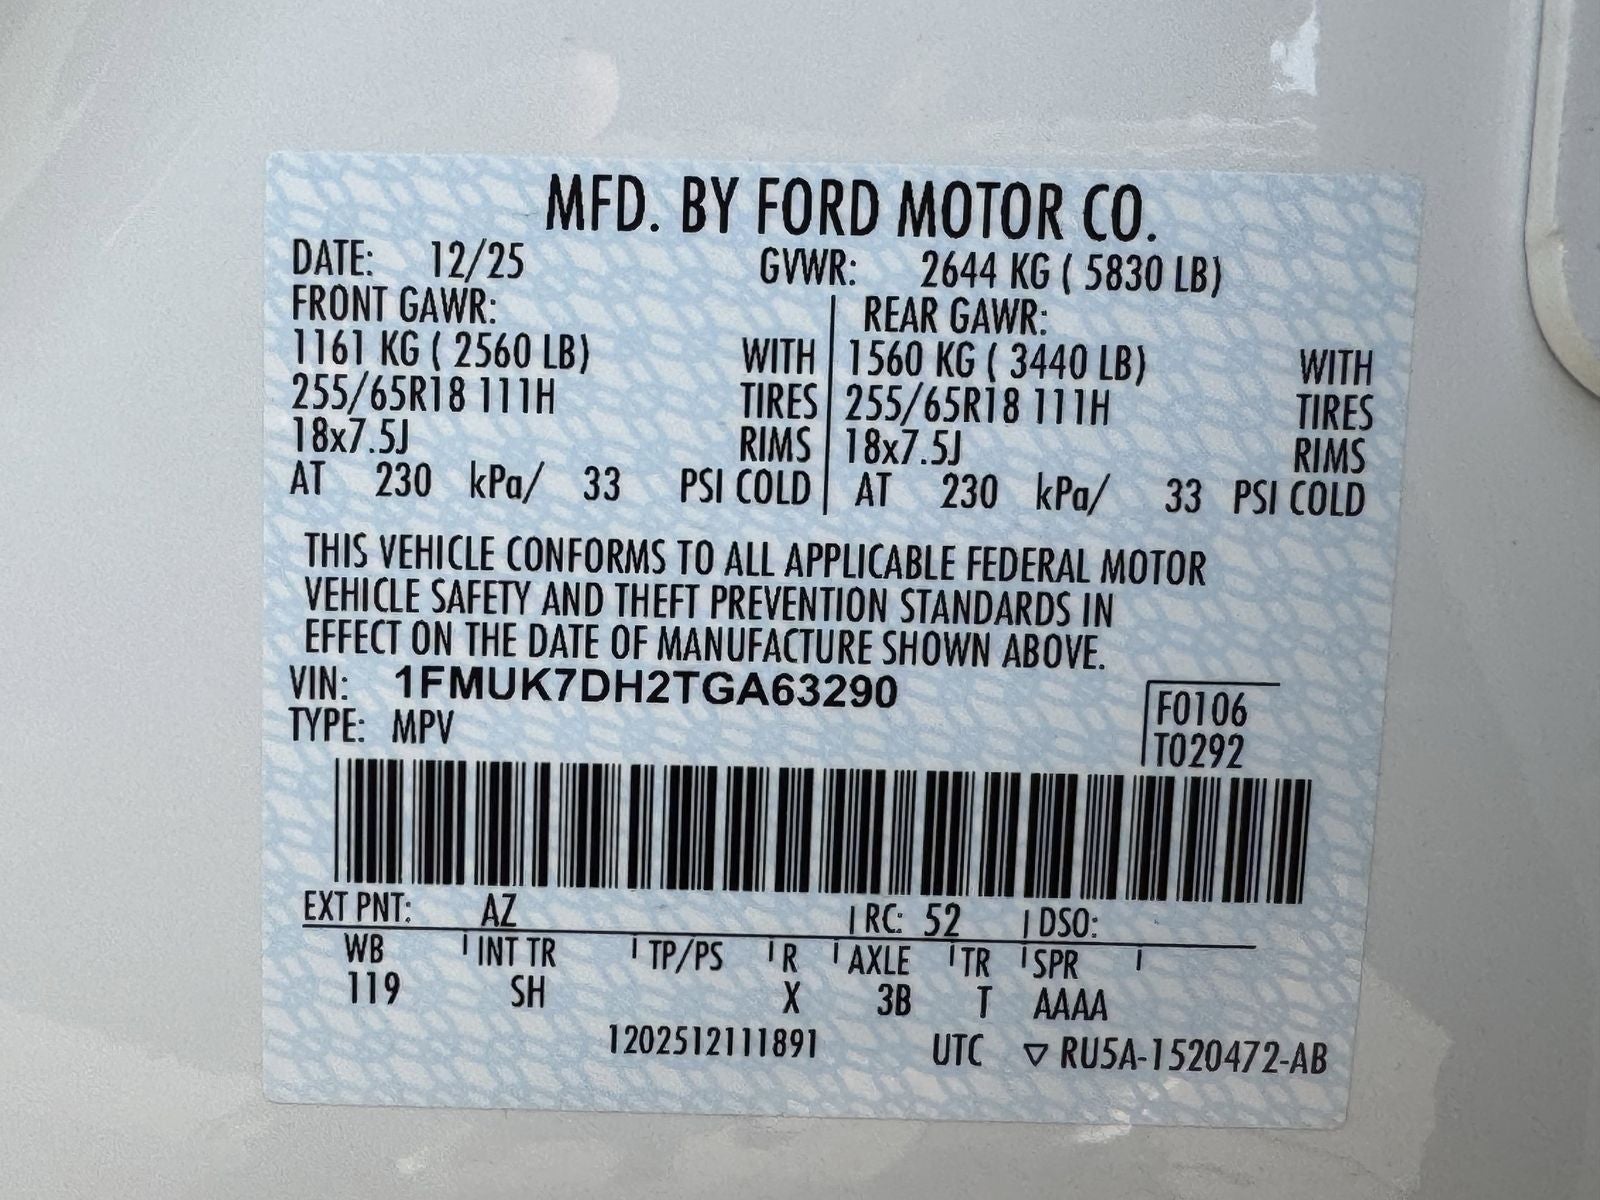 MFD. BY FORD MOTOR CO.
DATE: 12/25 GVWR: 2644 KG ( 5830 LB)
FRONT GAWR: REAR GAWR:
1161 KG ( 2560 LB) WITH 1560 KG ( 3440 LB) WITH
255/65R18 111H TIRES 255/65R18 111H TIRES
18x7.5J RIMS 18x7.5J RIMS
AT 230 kPa/ 33 PSI COLD AT 230 kPa/ 33 PSI COLD
THIS VEHICLE CONFORMS TO ALL APPLICABLE FEDERAL MOTOR
VEHICLE SAFETY AND THEFT PREVENTION STANDARDS IN
EFFECT ON THE DATE OF MANUFACTURE SHOWN ABOVE.
VIN: 1FMUK7DH2TGA63290
TYPE: MPV
F0106
T0292
EXT PNT: AZ RC: 52 DSO:
WB INT TR TP/PS R AXLE TR SPR
119 SH X 3B T AAAA
1202512111891 UTC ▽ RU5A-1520472-AB